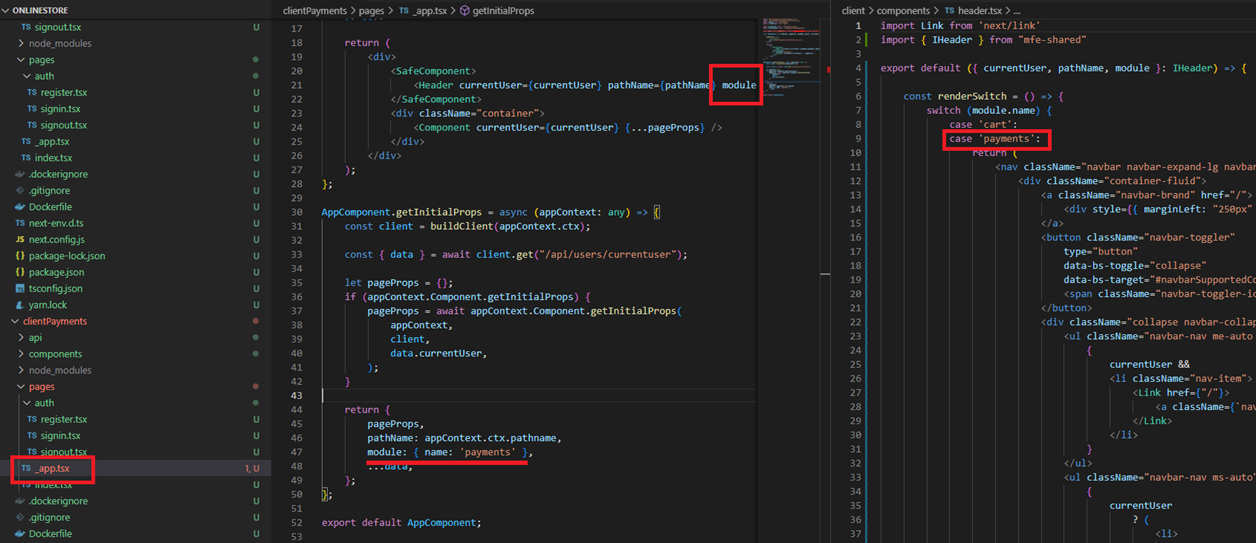 ONLINESTORE
TS signout.tsx U
node_modules
pages
auth
TS register.tsx U
TS signin.tsx U
TS signout.tsx U
TS _app.tsx U
TS index.tsx U
.dockerignore U
.gitignore U
Dockerfile U
TS next-env.d.ts U
JS next.config.js U
{} package-lock.json U
{} package.json U
tsconfig.json U
yarn.lock U
clientPayments
api
components
node_modules
pages
auth
TS register.tsx U
TS signin.tsx U
TS signout.tsx U
TS _app.tsx 1, U
TS index.tsx U
.dockerignore U
.gitignore U
Dockerfile U
clientPayments > pages > TS _app.tsx > getInitialProps
17
18 return (
19 <div>
20 <SafeComponent>
21 <Header currentUser={currentUser} pathName={pathName} module
22 </SafeComponent>
23 <div className="container">
24 <Component currentUser={currentUser} {...pageProps} />
25 </div>
26 </div>
27 );
28 };
29
30 AppComponent.getInitialProps = async (appContext: any) => {
31 const client = buildClient(appContext.ctx);
32
33 const { data } = await client.get("/api/users/currentuser");
34
35 let pageProps = {};
36 if (appContext.Component.getInitialProps) {
37 pageProps = await appContext.Component.getInitialProps(
38 appContext,
39 client,
40 data.currentUser,
41 );
42 }
43
44 return {
45 pageProps,
46 pathName: appContext.ctx.pathname,
47 module: { name: 'payments' },
48 ...data,
49 };
50 };
51
52 export default AppComponent;
53
client > components > TS header.tsx > ...
1 import Link from 'next/link'
2 import { IHeader } from "mfe-shared"
3
4 export default ({ currentUser, pathName, module }: IHeader) => {
5
6 const renderSwitch = () => {
7 switch (module.name) {
8 case 'cart':
9 case 'payments':
10 return (
11 <nav className="navbar navbar-expand-lg navbar
12 <div className="container-fluid">
13 <a className="navbar-brand" href="/">
14 <div style={{ marginLeft: "250px"
15 </a>
16 <button className="navbar-toggler"
17 type="button"
18 data-bs-toggle="collapse"
19 data-bs-target="#navbarSupportedCo
20 <span className="navbar-toggler-ic
21 </button>
22 <div className="collapse navbar-collap
23 <ul className="navbar-nav me-auto
24 {
25 currentUser &&
26 <li className="nav-item">
27 <Link href={"/"}>
28 <a className={`nav
29 </Link>
30 </li>
31 }
32 </ul>
33 <ul className="navbar-nav ms-auto"
34 {
35 currentUser
36 ? (
37 <li>